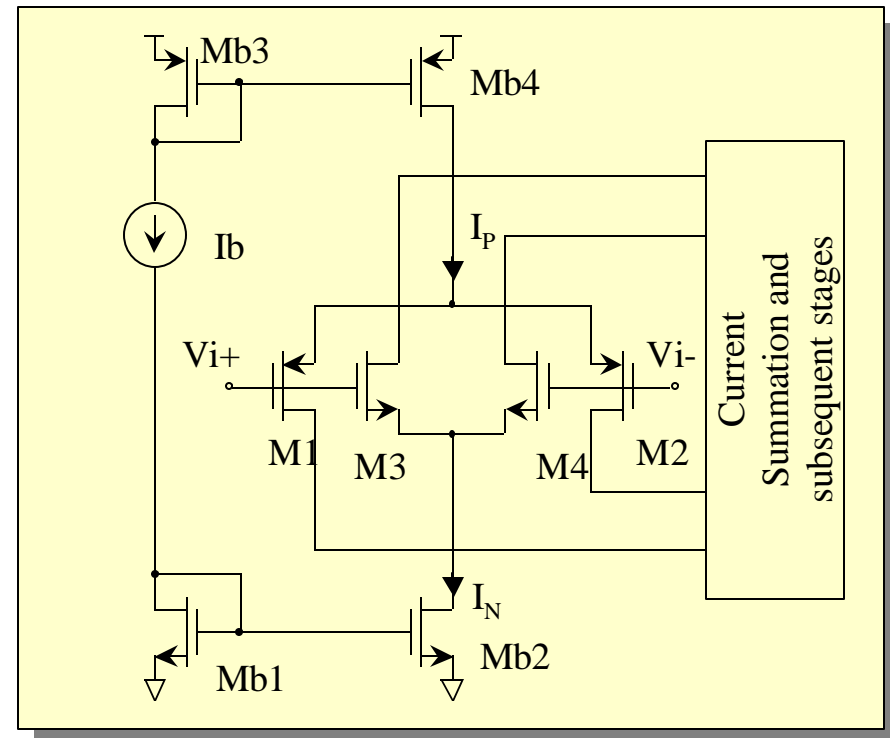 Mb3
Mb4
I_P
Ib
Vi+
Vi-
M1
M3
M4
M2
Current
Summation and
subsequent stages
I_N
Mb1
Mb2